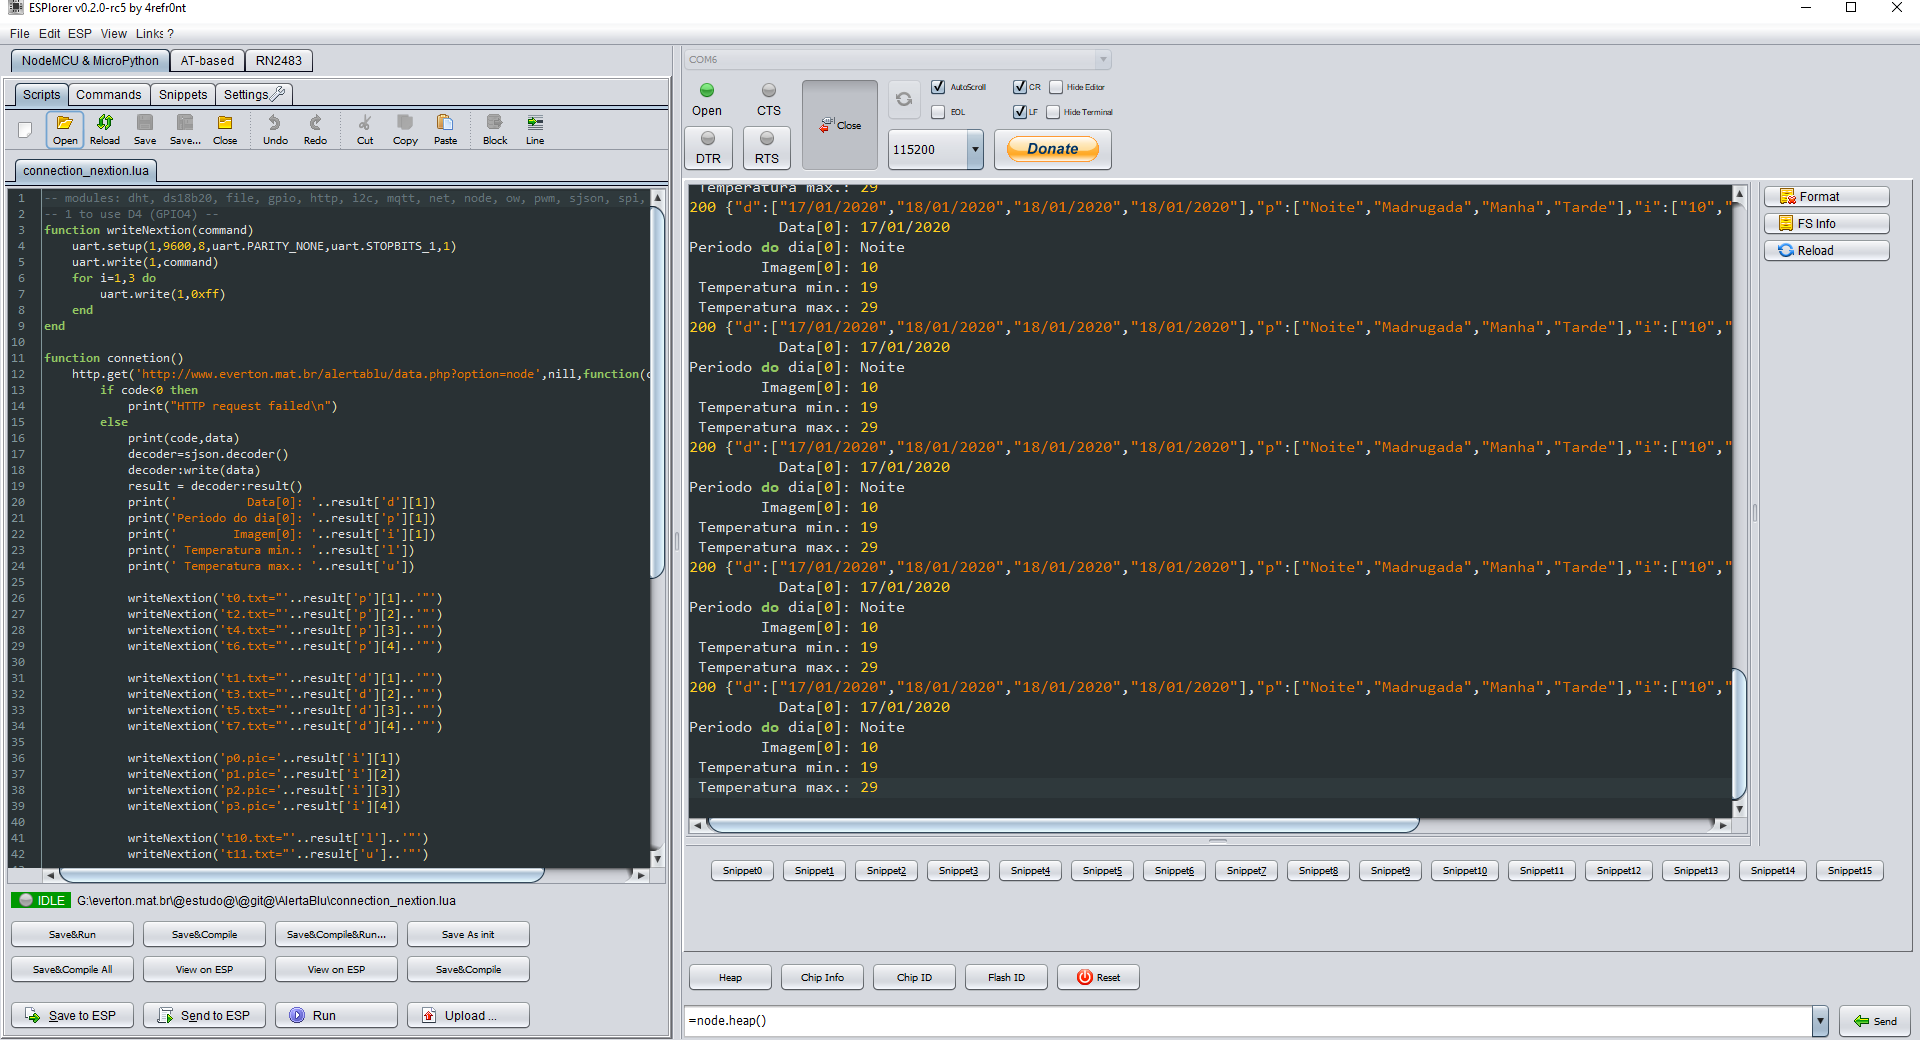 ESPlorer v0.2.0-rc5 by 4refr0nt
File Edit ESP View Links ?
NodeMCU & MicroPython AT-based RN2483
Scripts Commands Snippets Settings
Open Reload Save Save... Close Undo Redo Cut Copy Paste Block Line
connection_nextion.lua
1 -- modules: dht, ds18b20, file, gpio, http, i2c, mqtt, net, node, ow, pwm, sjson, spi,
2 -- 1 to use D4 (GPIO4) --
3 function writeNextion(command)
4 uart.setup(1,9600,8,uart.PARITY_NONE,uart.STOPBITS_1,1)
5 uart.write(1,command)
6 for i=1,3 do
7 uart.write(1,0xff)
8 end
9 end
10
11 function connetion()
12 http.get('http://www.everton.mat.br/alertablu/data.php?option=node',nill,function(
13 if code<0 then
14 print("HTTP request failed\n")
15 else
16 print(code,data)
17 decoder=sjson.decoder()
18 decoder:write(data)
19 result = decoder:result()
20 print('          Data[0]: '..result['d'][1])
21 print('Periodo do dia[0]: '..result['p'][1])
22 print('        Imagem[0]: '..result['i'][1])
23 print(' Temperatura min.: '..result['l'])
24 print(' Temperatura max.: '..result['u'])
25
26 writeNextion('t0.txt="'..result['p'][1]..'"')
27 writeNextion('t2.txt="'..result['p'][2]..'"')
28 writeNextion('t4.txt="'..result['p'][3]..'"')
29 writeNextion('t6.txt="'..result['p'][4]..'"')
30
31 writeNextion('t1.txt="'..result['d'][1]..'"')
32 writeNextion('t3.txt="'..result['d'][2]..'"')
33 writeNextion('t5.txt="'..result['d'][3]..'"')
34 writeNextion('t7.txt="'..result['d'][4]..'"')
35
36 writeNextion('p0.pic='..result['i'][1])
37 writeNextion('p1.pic='..result['i'][2])
38 writeNextion('p2.pic='..result['i'][3])
39 writeNextion('p3.pic='..result['i'][4])
40
41 writeNextion('t10.txt="'..result['l']..'"')
42 writeNextion('t11.txt="'..result['u']..'"')
IDLE G:\everton.mat.br\@estudo@\@git@\AlertaBlu\connection_nextion.lua
Save&Run Save&Compile Save&Compile&Run... Save As init
Save&Compile All View on ESP View on ESP Save&Compile
Save to ESP Send to ESP Run Upload ...
COM6
Open CTS Close AutoScroll CR Hide Editor
EOL LF Hide Terminal
DTR RTS 115200 Donate
Temperatura max.: 29
200 {"d":["17/01/2020","18/01/2020","18/01/2020","18/01/2020"],"p":["Noite","Madrugada","Manha","Tarde"],"i":["10","
Data[0]: 17/01/2020
Periodo do dia[0]: Noite
Imagem[0]: 10
Temperatura min.: 19
Temperatura max.: 29
200 {"d":["17/01/2020","18/01/2020","18/01/2020","18/01/2020"],"p":["Noite","Madrugada","Manha","Tarde"],"i":["10","
Data[0]: 17/01/2020
Periodo do dia[0]: Noite
Imagem[0]: 10
Temperatura min.: 19
Temperatura max.: 29
200 {"d":["17/01/2020","18/01/2020","18/01/2020","18/01/2020"],"p":["Noite","Madrugada","Manha","Tarde"],"i":["10","
Data[0]: 17/01/2020
Periodo do dia[0]: Noite
Imagem[0]: 10
Temperatura min.: 19
Temperatura max.: 29
200 {"d":["17/01/2020","18/01/2020","18/01/2020","18/01/2020"],"p":["Noite","Madrugada","Manha","Tarde"],"i":["10","
Data[0]: 17/01/2020
Periodo do dia[0]: Noite
Imagem[0]: 10
Temperatura min.: 19
Temperatura max.: 29
200 {"d":["17/01/2020","18/01/2020","18/01/2020","18/01/2020"],"p":["Noite","Madrugada","Manha","Tarde"],"i":["10","
Data[0]: 17/01/2020
Periodo do dia[0]: Noite
Imagem[0]: 10
Temperatura min.: 19
Temperatura max.: 29
Format
FS Info
Reload
Snippet0 Snippet1 Snippet2 Snippet3 Snippet4 Snippet5 Snippet6 Snippet7 Snippet8 Snippet9 Snippet10 Snippet11 Snippet12 Snippet13 Snippet14 Snippet15
Heap Chip Info Chip ID Flash ID Reset
=node.heap() Send